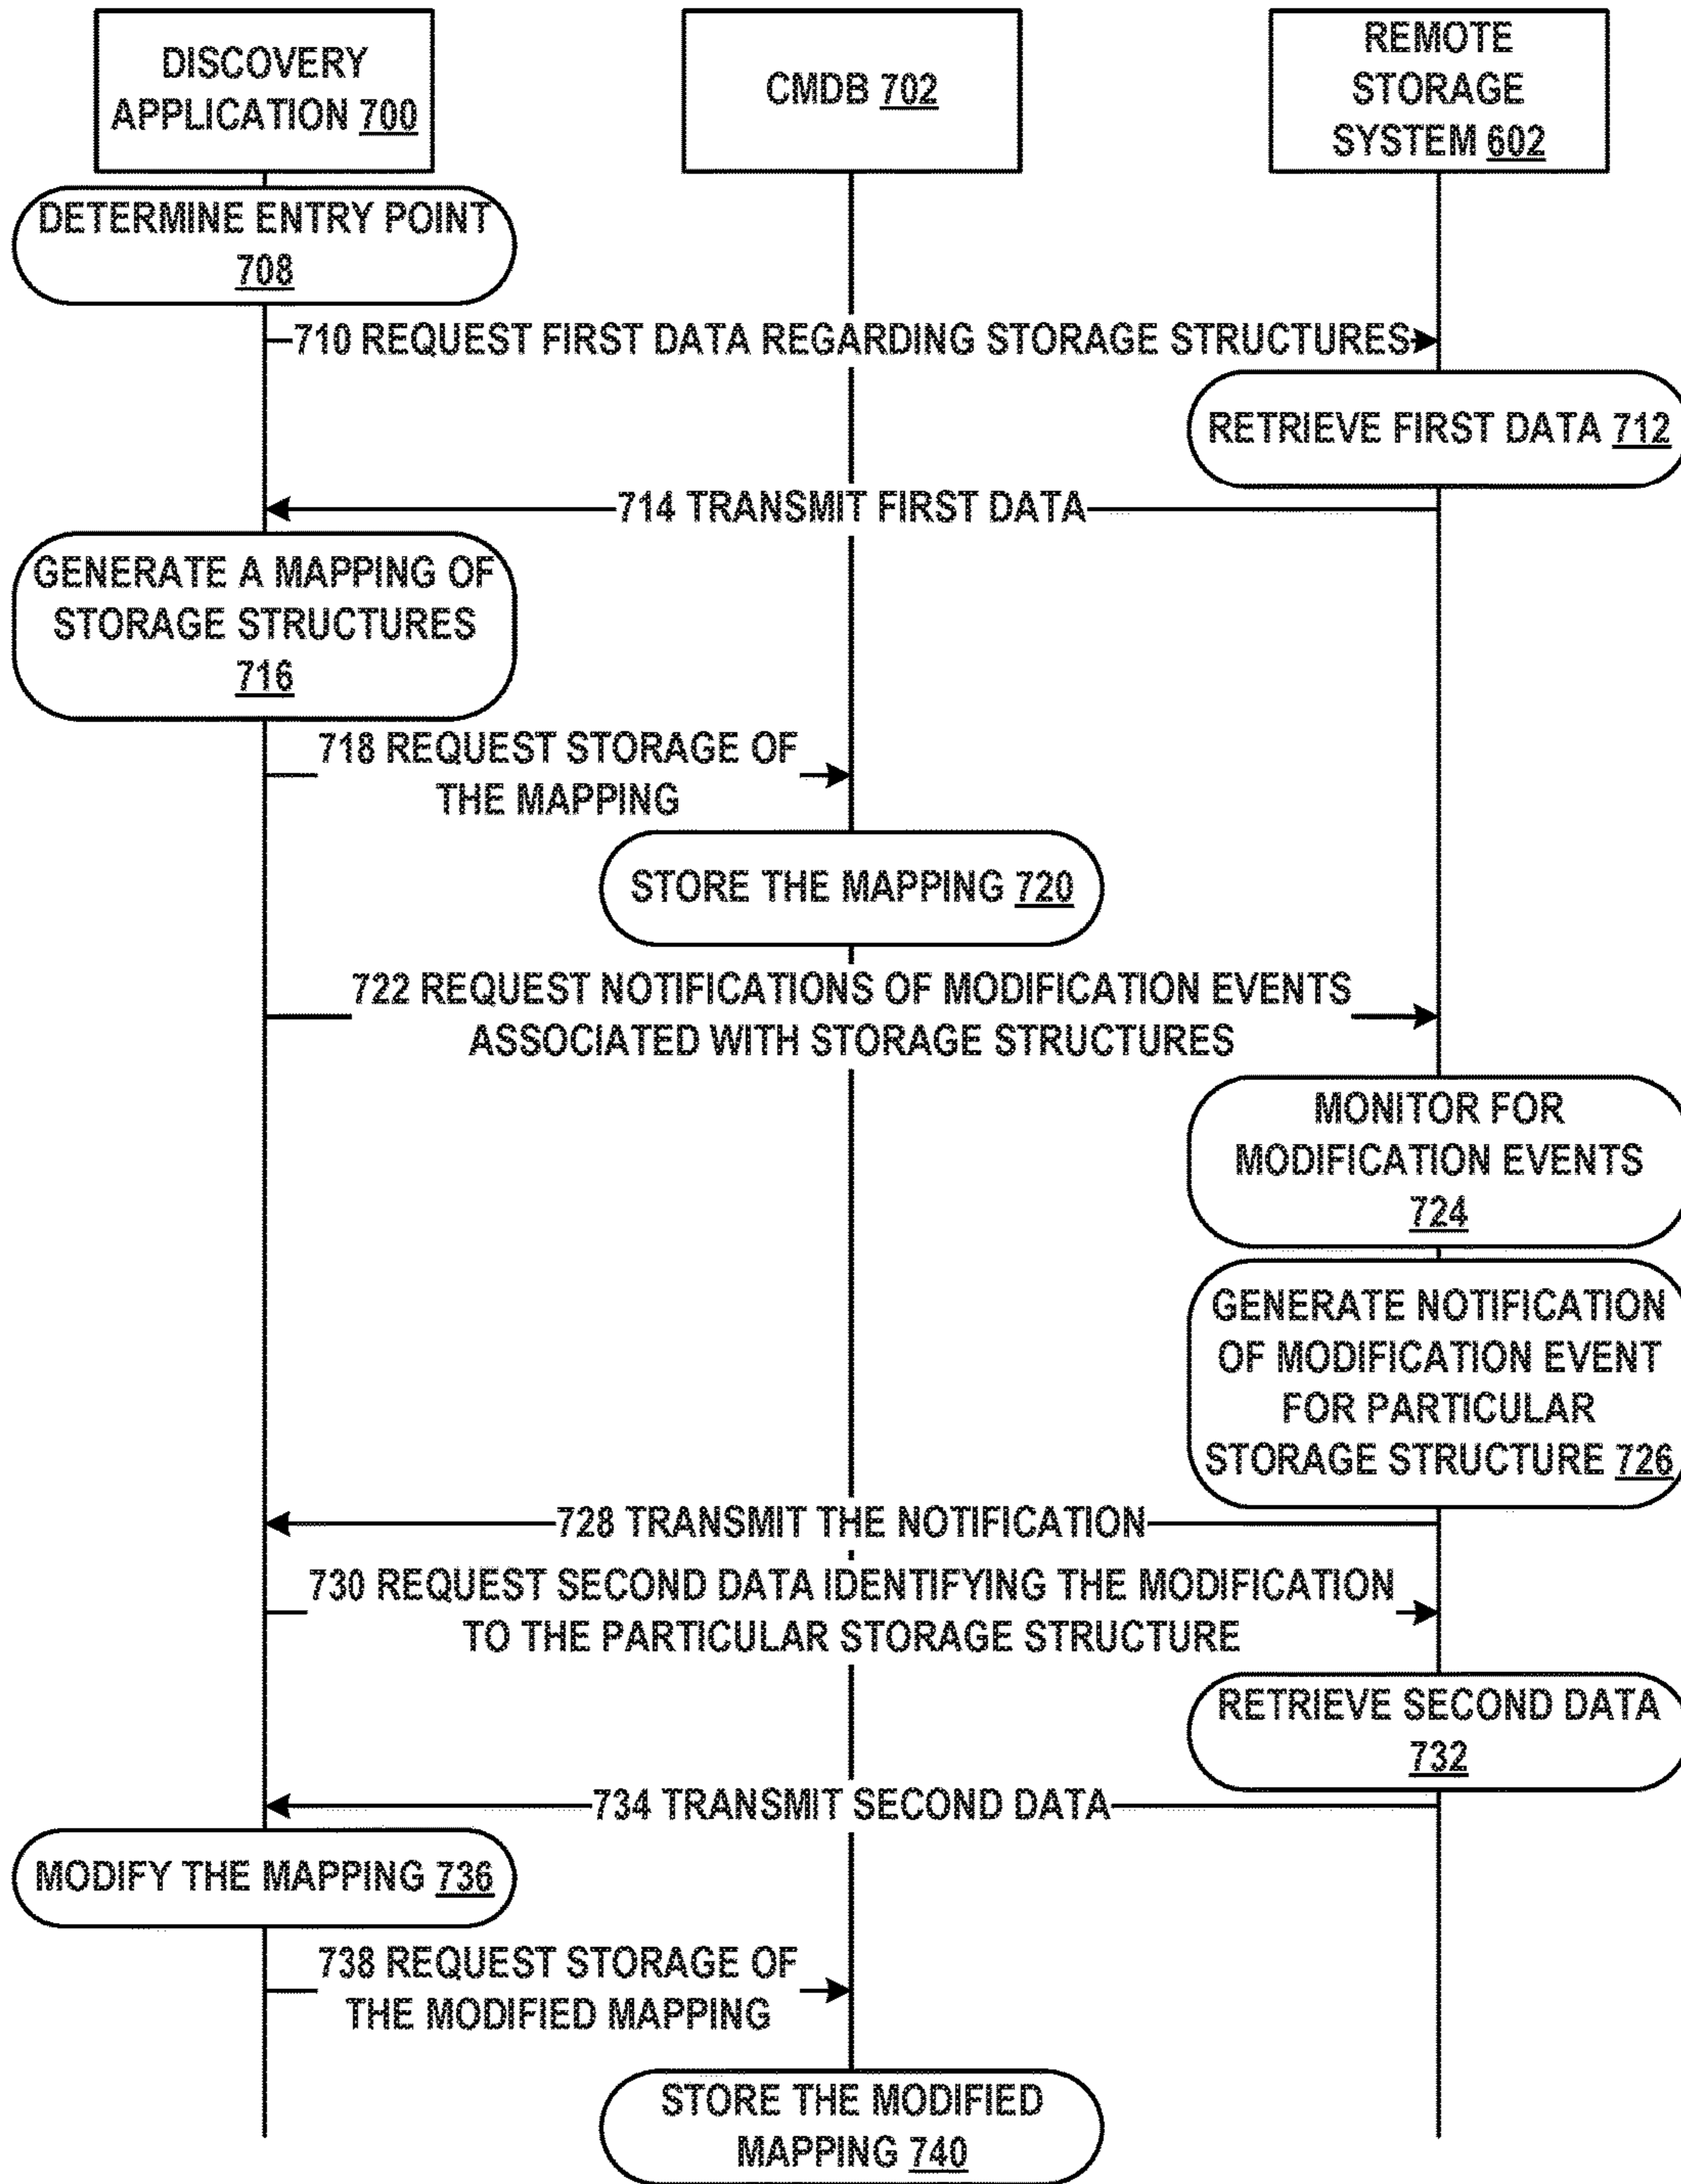 DISCOVERY
APPLICATION 700
CMDB 702
REMOTE
STORAGE
SYSTEM 602
DETERMINE ENTRY POINT
708
710 REQUEST FIRST DATA REGARDING STORAGE STRUCTURES
RETRIEVE FIRST DATA 712
714 TRANSMIT FIRST DATA
GENERATE A MAPPING OF
STORAGE STRUCTURES
716
718 REQUEST STORAGE OF
THE MAPPING
STORE THE MAPPING 720
722 REQUEST NOTIFICATIONS OF MODIFICATION EVENTS
ASSOCIATED WITH STORAGE STRUCTURES
MONITOR FOR
MODIFICATION EVENTS
724
GENERATE NOTIFICATION
OF MODIFICATION EVENT
FOR PARTICULAR
STORAGE STRUCTURE 726
728 TRANSMIT THE NOTIFICATION
730 REQUEST SECOND DATA IDENTIFYING THE MODIFICATION
TO THE PARTICULAR STORAGE STRUCTURE
RETRIEVE SECOND DATA
732
734 TRANSMIT SECOND DATA
MODIFY THE MAPPING 736
738 REQUEST STORAGE OF
THE MODIFIED MAPPING
STORE THE MODIFIED
MAPPING 740